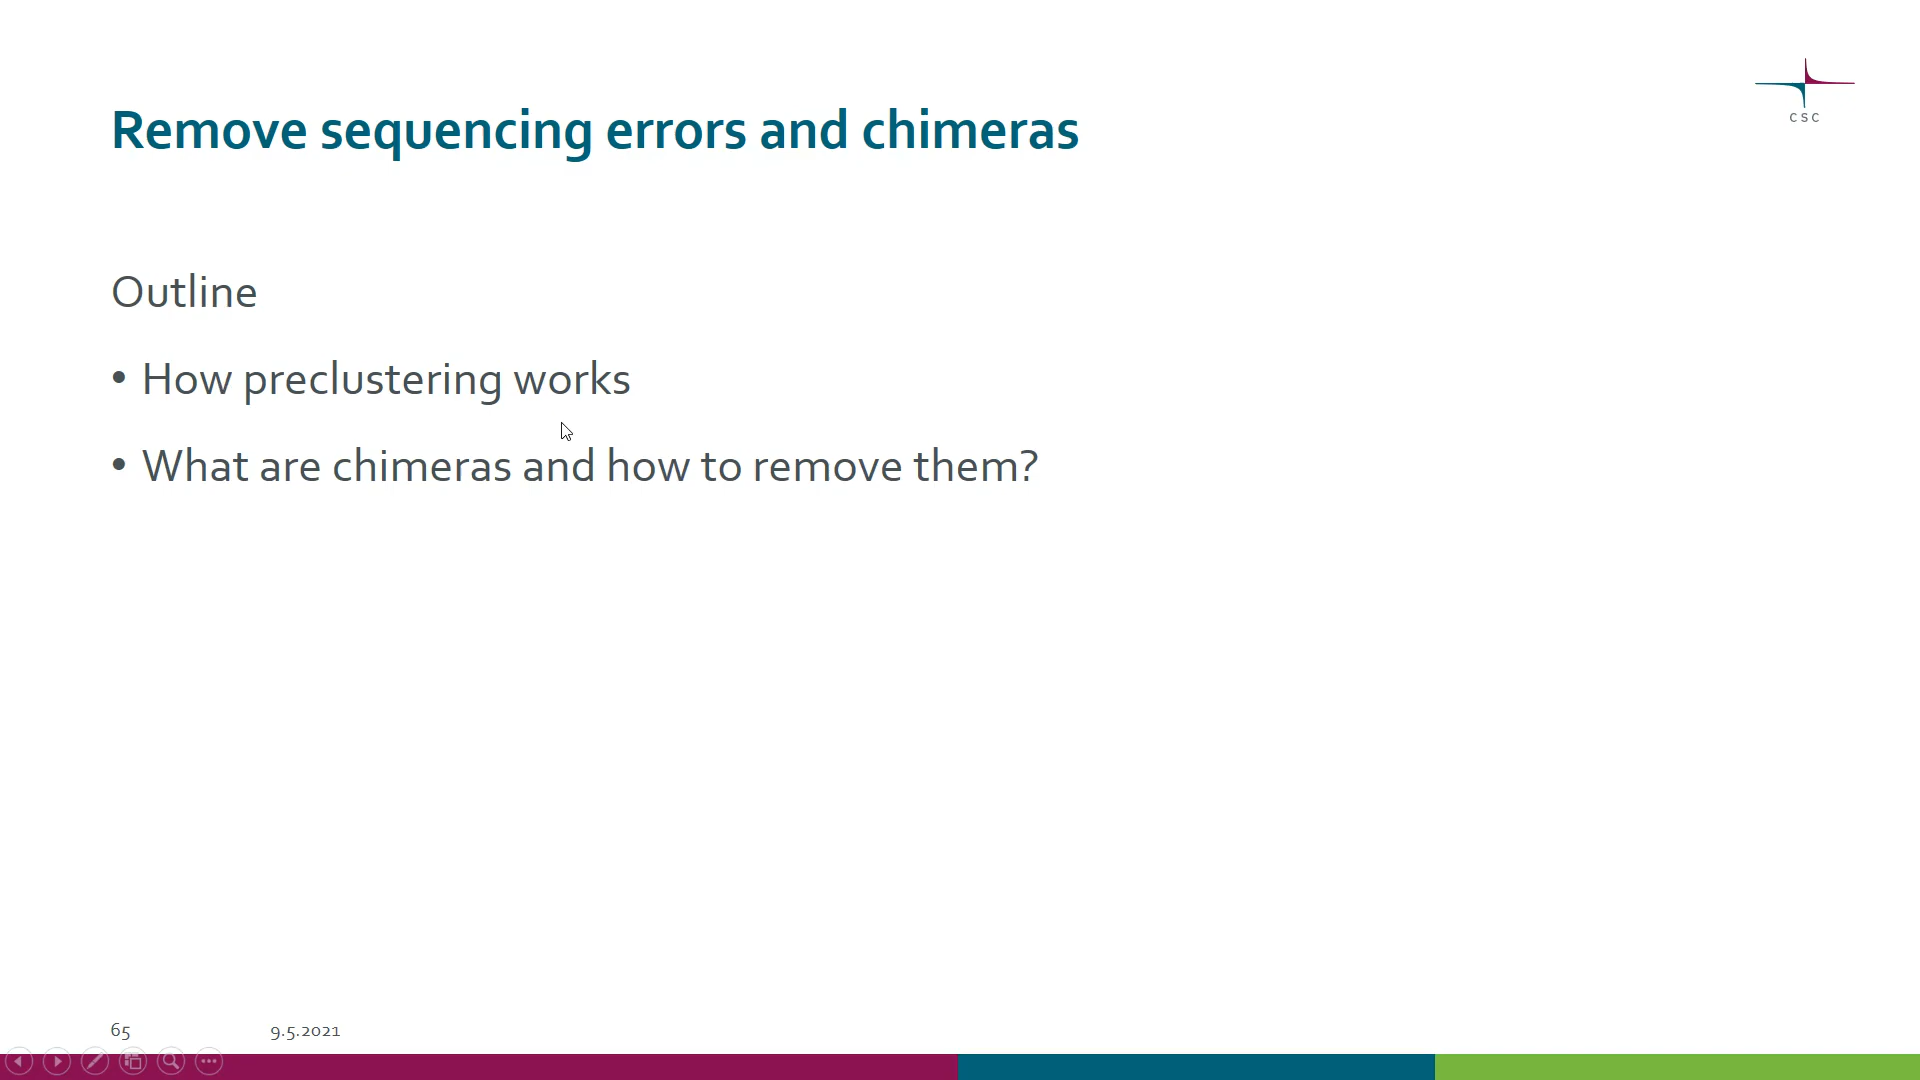 CSC
Remove sequencing errors and chimeras
Outline
• How preclustering works
• What are chimeras and how to remove them?
65 9.5.2021